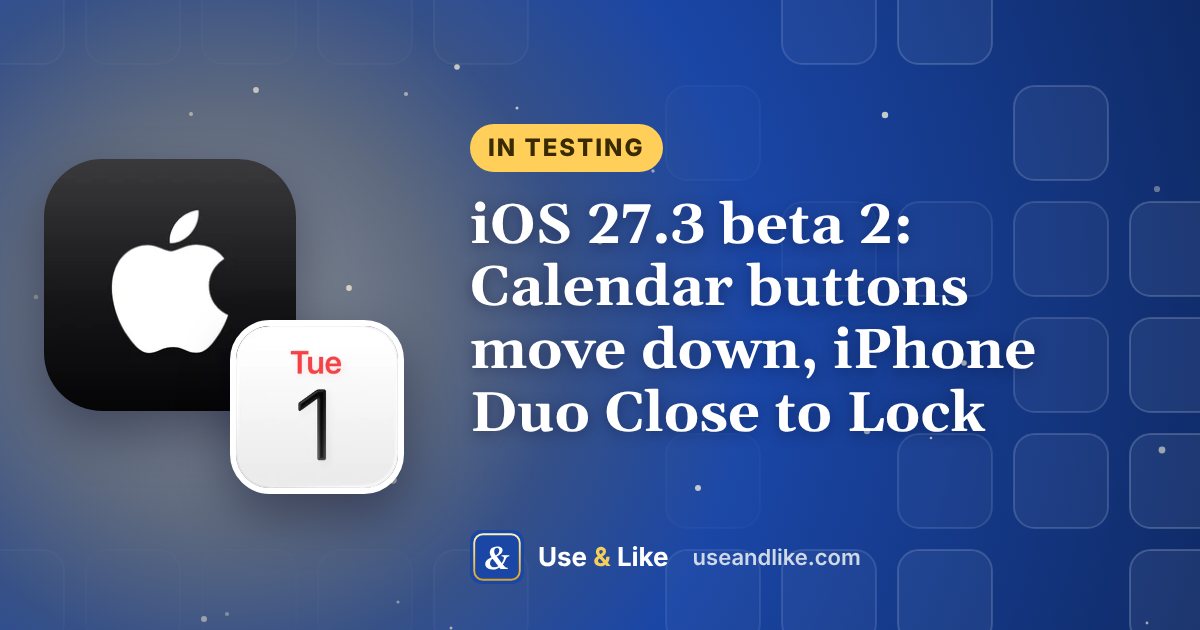 IN TESTING
iOS 27.3 beta 2:
Calendar buttons
move down, iPhone
Duo Close to Lock
Tue
1
& Use & Like useandlike.com